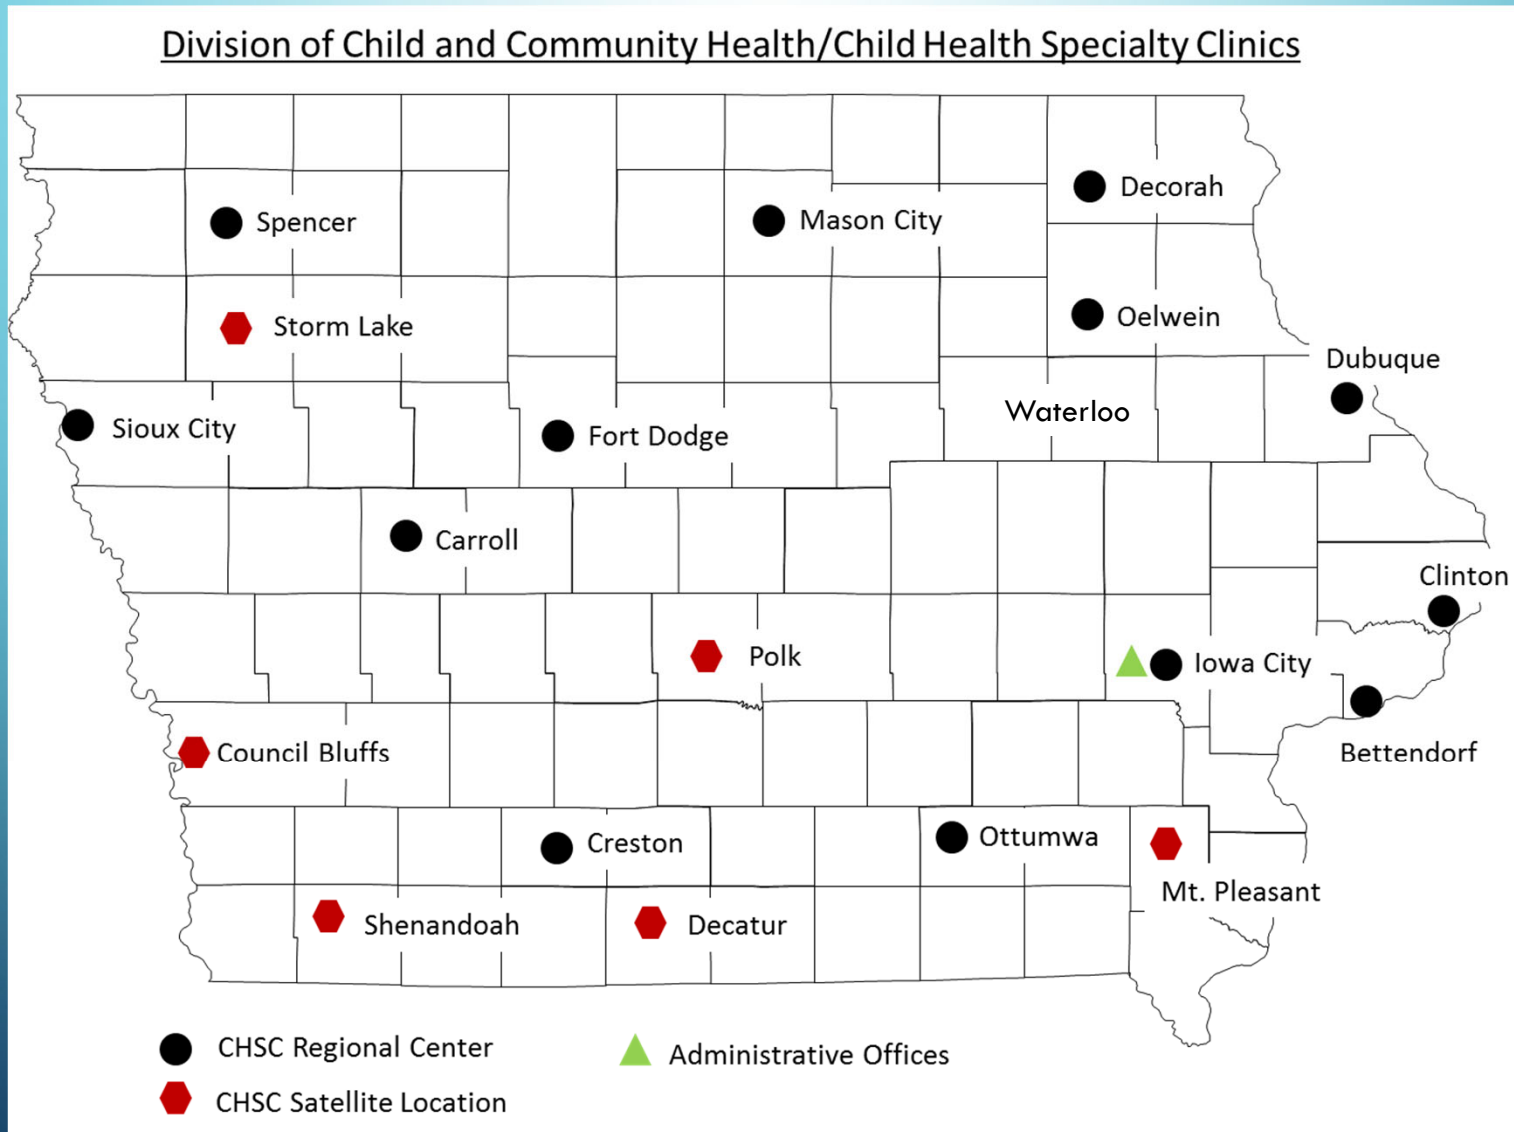 Division of Child and Community Health/Child Health Specialty Clinics
Decorah
Spencer
Mason City
Oelwein
Storm Lake
Dubuque
Waterloo
Sioux City
Fort Dodge
Carroll
Clinton
Polk
Iowa City
Council Bluffs
Bettendorf
Creston
Ottumwa
Mt. Pleasant
Shenandoah
Decatur
CHSC Regional Center
Administrative Offices
CHSC Satellite Location